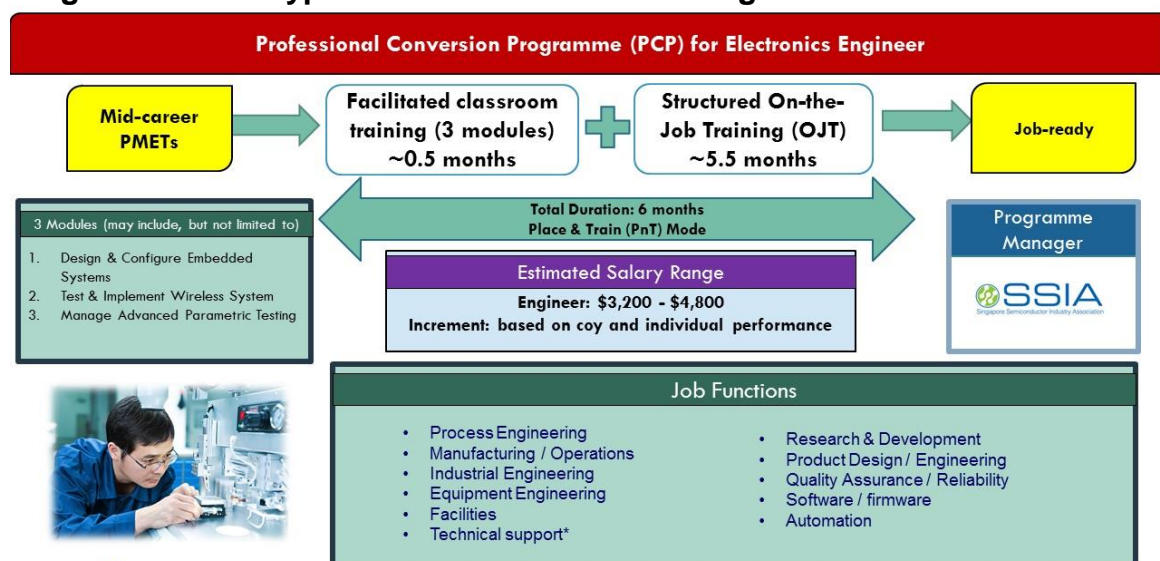 Professional Conversion Programme (PCP) for Electronics Engineer
Mid-career
PMETs
Facilitated classroom
training (3 modules)
~0.5 months
Structured On-the-
Job Training (OJT)
~5.5 months
Job-ready
Total Duration: 6 months
Place & Train (PnT) Mode
3 Modules (may include, but not limited to)
1. Design & Configure Embedded
Systems
2. Test & Implement Wireless System
3. Manage Advanced Parametric Testing
Estimated Salary Range
Engineer: $3,200 - $4,800
Increment: based on coy and individual performance
Programme
Manager
SSIA
Singapore Semiconductor Industry Association
Job Functions
• Process Engineering
• Manufacturing / Operations
• Industrial Engineering
• Equipment Engineering
• Facilities
• Technical support*
• Research & Development
• Product Design / Engineering
• Quality Assurance / Reliability
• Software / firmware
• Automation